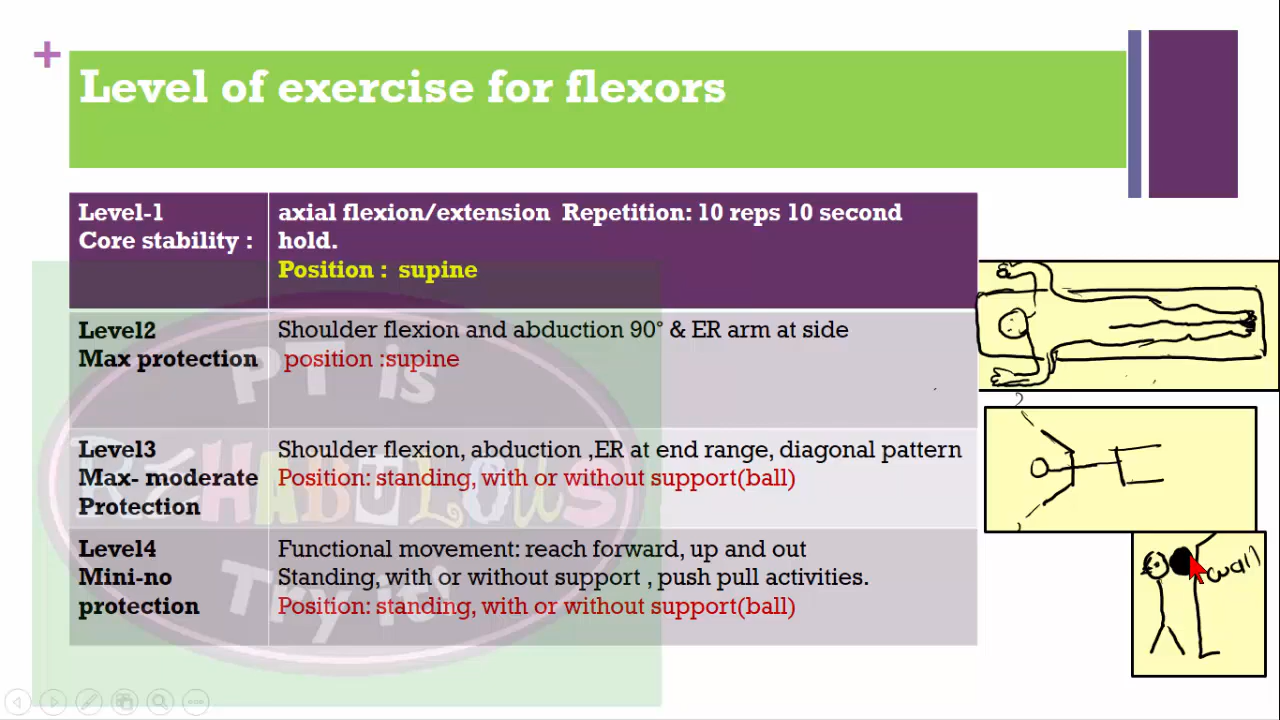 +
Level of exercise for flexors
Level-1
Core stability :
axial flexion/extension  Repetition: 10 reps 10 second
hold.
Position :  supine
Level2
Max protection
Shoulder flexion and abduction 90° & ER arm at side
position :supine
Level3
Max- moderate
Protection
Shoulder flexion, abduction ,ER at end range, diagonal pattern
Position: standing, with or without support(ball)
Level4
Mini-no
protection
Functional movement: reach forward, up and out
Standing, with or without support , push pull activities.
Position: standing, with or without support(ball)
wall
PT is
REHABULOUS
Try it!